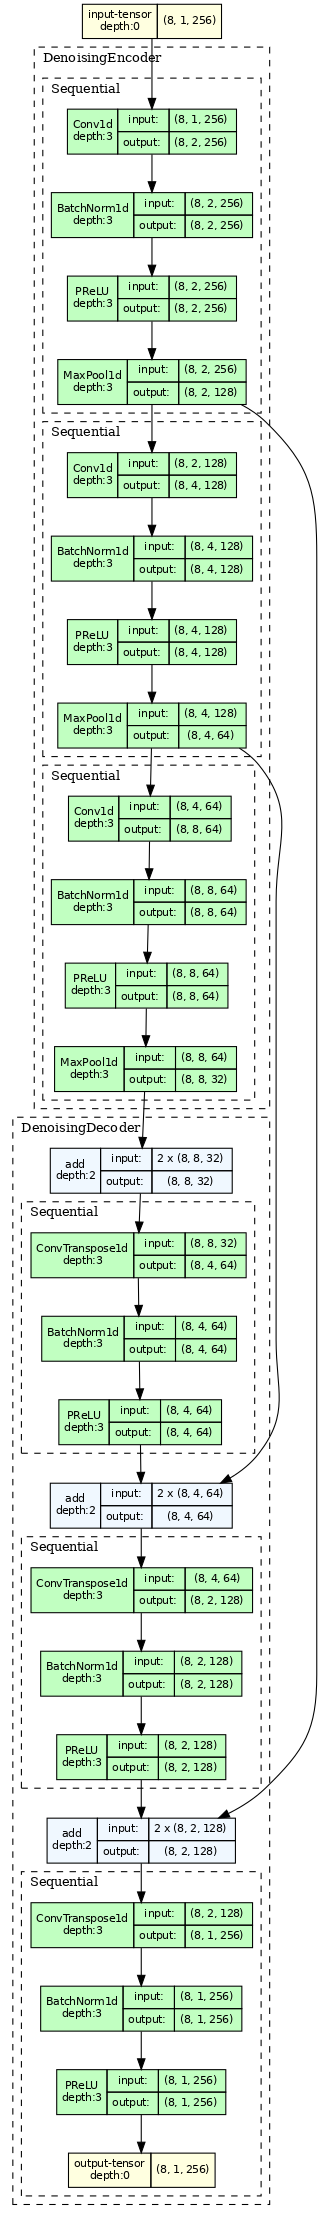 input-tensor
depth:0
(8, 1, 256)
DenoisingEncoder
Sequential
Conv1d
depth:3
input:
(8, 1, 256)
output:
(8, 2, 256)
BatchNorm1d
depth:3
input:
(8, 2, 256)
output:
(8, 2, 256)
PReLU
depth:3
input:
(8, 2, 256)
output:
(8, 2, 256)
MaxPool1d
depth:3
input:
(8, 2, 256)
output:
(8, 2, 128)
Sequential
Conv1d
depth:3
input:
(8, 2, 128)
output:
(8, 4, 128)
BatchNorm1d
depth:3
input:
(8, 4, 128)
output:
(8, 4, 128)
PReLU
depth:3
input:
(8, 4, 128)
output:
(8, 4, 128)
MaxPool1d
depth:3
input:
(8, 4, 128)
output:
(8, 4, 64)
Sequential
Conv1d
depth:3
input:
(8, 4, 64)
output:
(8, 8, 64)
BatchNorm1d
depth:3
input:
(8, 8, 64)
output:
(8, 8, 64)
PReLU
depth:3
input:
(8, 8, 64)
output:
(8, 8, 64)
MaxPool1d
depth:3
input:
(8, 8, 64)
output:
(8, 8, 32)
DenoisingDecoder
add
depth:2
input:
2 x (8, 8, 32)
output:
(8, 8, 32)
Sequential
ConvTranspose1d
depth:3
input:
(8, 8, 32)
output:
(8, 4, 64)
BatchNorm1d
depth:3
input:
(8, 4, 64)
output:
(8, 4, 64)
PReLU
depth:3
input:
(8, 4, 64)
output:
(8, 4, 64)
add
depth:2
input:
2 x (8, 4, 64)
output:
(8, 4, 64)
Sequential
ConvTranspose1d
depth:3
input:
(8, 4, 64)
output:
(8, 2, 128)
BatchNorm1d
depth:3
input:
(8, 2, 128)
output:
(8, 2, 128)
PReLU
depth:3
input:
(8, 2, 128)
output:
(8, 2, 128)
add
depth:2
input:
2 x (8, 2, 128)
output:
(8, 2, 128)
Sequential
ConvTranspose1d
depth:3
input:
(8, 2, 128)
output:
(8, 1, 256)
BatchNorm1d
depth:3
input:
(8, 1, 256)
output:
(8, 1, 256)
PReLU
depth:3
input:
(8, 1, 256)
output:
(8, 1, 256)
output-tensor
depth:0
(8, 1, 256)